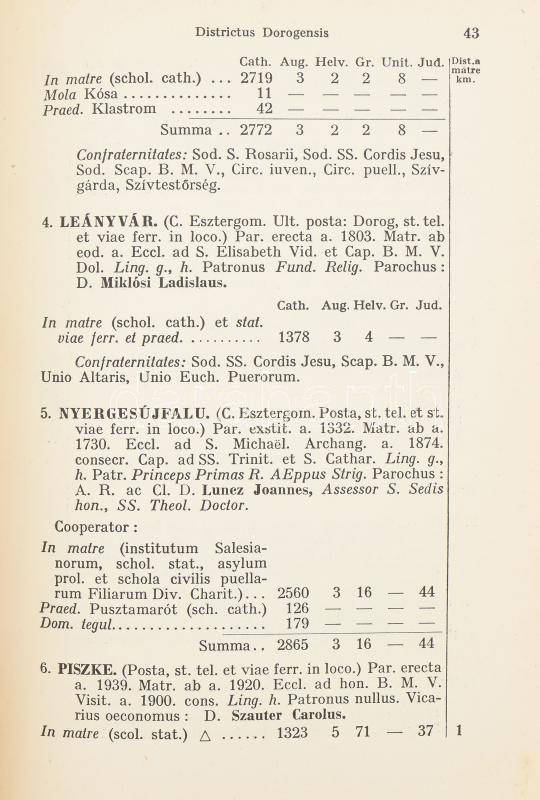 Districtus Dorogensis 43
Cath. Aug. Helv. Gr. Unit. Jud. Dist. a matre km.
In matre (schol. cath.) ... 2719 3 2 2 8 —
Mola Kósa .............. 11 — — — — —
Praed. Klastrom ........ 42 — — — — —
Summa .. 2772 3 2 2 8 —
Confraternitates: Sod. S. Rosarii, Sod. SS. Cordis Jesu,
Sod. Scap. B. M. V., Circ. iuven., Circ. puell., Szív-
gárda, Szívtestőrség.
4. LEÁNYVÁR. (C. Esztergom. Ult. posta: Dorog, st. tel.
et viae ferr. in loco.) Par. erecta a. 1803. Matr. ab
eod. a. Eccl. ad S. Elisabeth Vid. et Cap. B. M. V.
Dol. Ling. g., h. Patronus Fund. Relig. Parochus:
D. Miklósi Ladislaus.
Cath. Aug. Helv. Gr. Jud.
In matre (schol. cath.) et stat.
viae ferr. et praed. .......... 1378 3 4 — —
Confraternitates: Sod. SS. Cordis Jesu, Scap. B. M. V.,
Unio Altaris, Unio Euch. Puerorum.
5. NYERGESÚJFALU. (C. Esztergom. Posta, st. tel. et st.
viae ferr. in loco.) Par. exstit. a. 1332. Matr. ab a.
1730. Eccl. ad S. Michaël. Archang. a. 1874.
consecr. Cap. ad SS. Trinit. et S. Cathar. Ling. g.,
h. Patr. Princeps Primas R. AEppus Strig. Parochus:
A. R. ac Cl. D. Luncz Joannes, Assessor S. Sedis
hon., SS. Theol. Doctor.
Cooperator:
In matre (institutum Salesia-
norum, schol. stat., asylum
prol. et schola civilis puella-
rum Filiarum Div. Charit.)... 2560 3 16 — 44
Praed. Pusztamarót (sch. cath.) 126 — — — —
Dom. tegul.................... 179 — — — —
Summa.. 2865 3 16 — 44
6. PISZKE. (Posta, st. tel. et viae ferr. in loco.) Par. erecta
a. 1939. Matr. ab a. 1920. Eccl. ad hon. B. M. V.
Visit. a. 1900. cons. Ling. h. Patronus nullus. Vica-
rius oeconomus: D. Szauter Carolus.
In matre (scol. stat.) △ ...... 1323 5 71 — 37 1